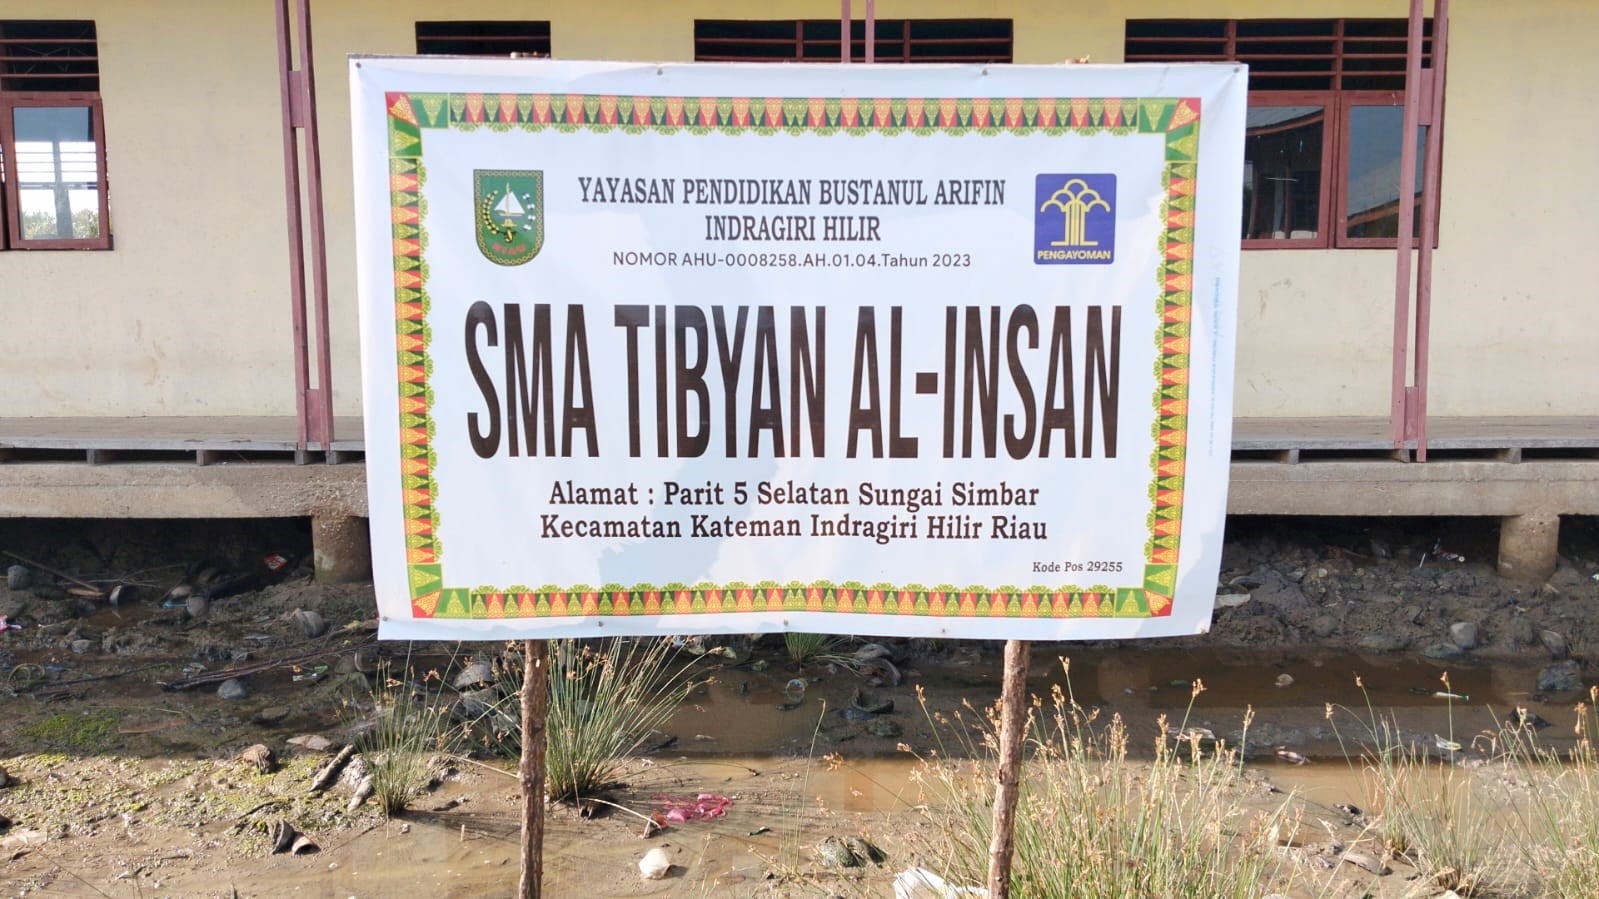 YAYASAN PENDIDIKAN BUSTANUL ARIFIN
INDRAGIRI HILIR
NOMOR AHU-0008258.AH.01.04.Tahun 2023
RIAU
PENGAYOMAN
SMA TIBYAN AL-INSAN
Alamat : Parit 5 Selatan Sungai Simbar
Kecamatan Kateman Indragiri Hilir Riau
Kode Pos 29255